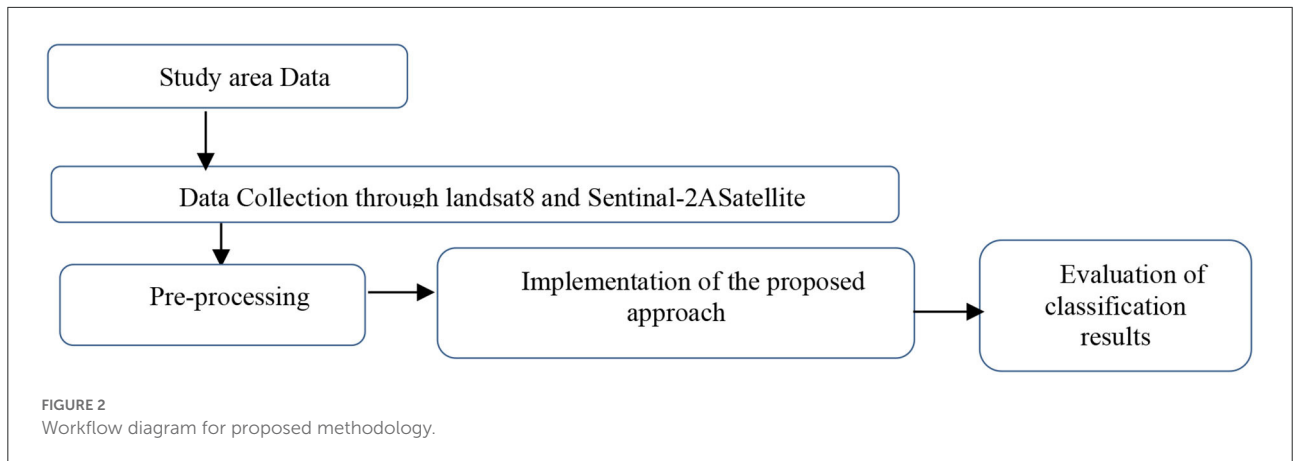 Study area Data
Data Collection through landsat8 and Sentinal-2ASatellite
Pre-processing
Implementation of the proposed
approach
Evaluation of
classification
results
FIGURE 2
Workflow diagram for proposed methodology.